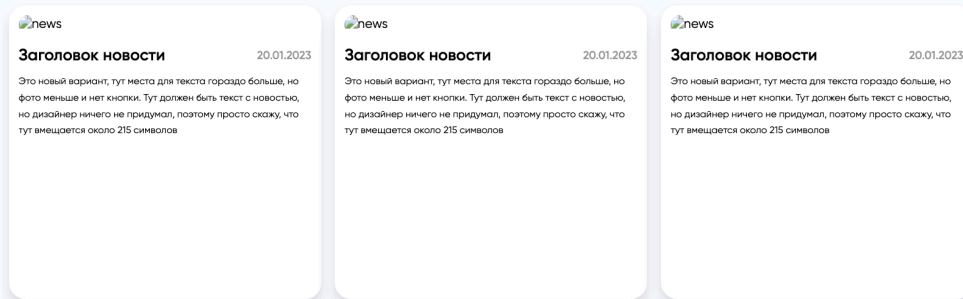 news
Заголовок новости 20.01.2023
Это новый вариант, тут места для текста гораздо больше, но
фото меньше и нет кнопки. Тут должен быть текст с новостью,
но дизайнер ничего не придумал, поэтому просто скажу, что
тут вмещается около 215 символов
news
Заголовок новости 20.01.2023
Это новый вариант, тут места для текста гораздо больше, но
фото меньше и нет кнопки. Тут должен быть текст с новостью,
но дизайнер ничего не придумал, поэтому просто скажу, что
тут вмещается около 215 символов
news
Заголовок новости 20.01.2023
Это новый вариант, тут места для текста гораздо больше, но
фото меньше и нет кнопки. Тут должен быть текст с новостью,
но дизайнер ничего не придумал, поэтому просто скажу, что
тут вмещается около 215 символов